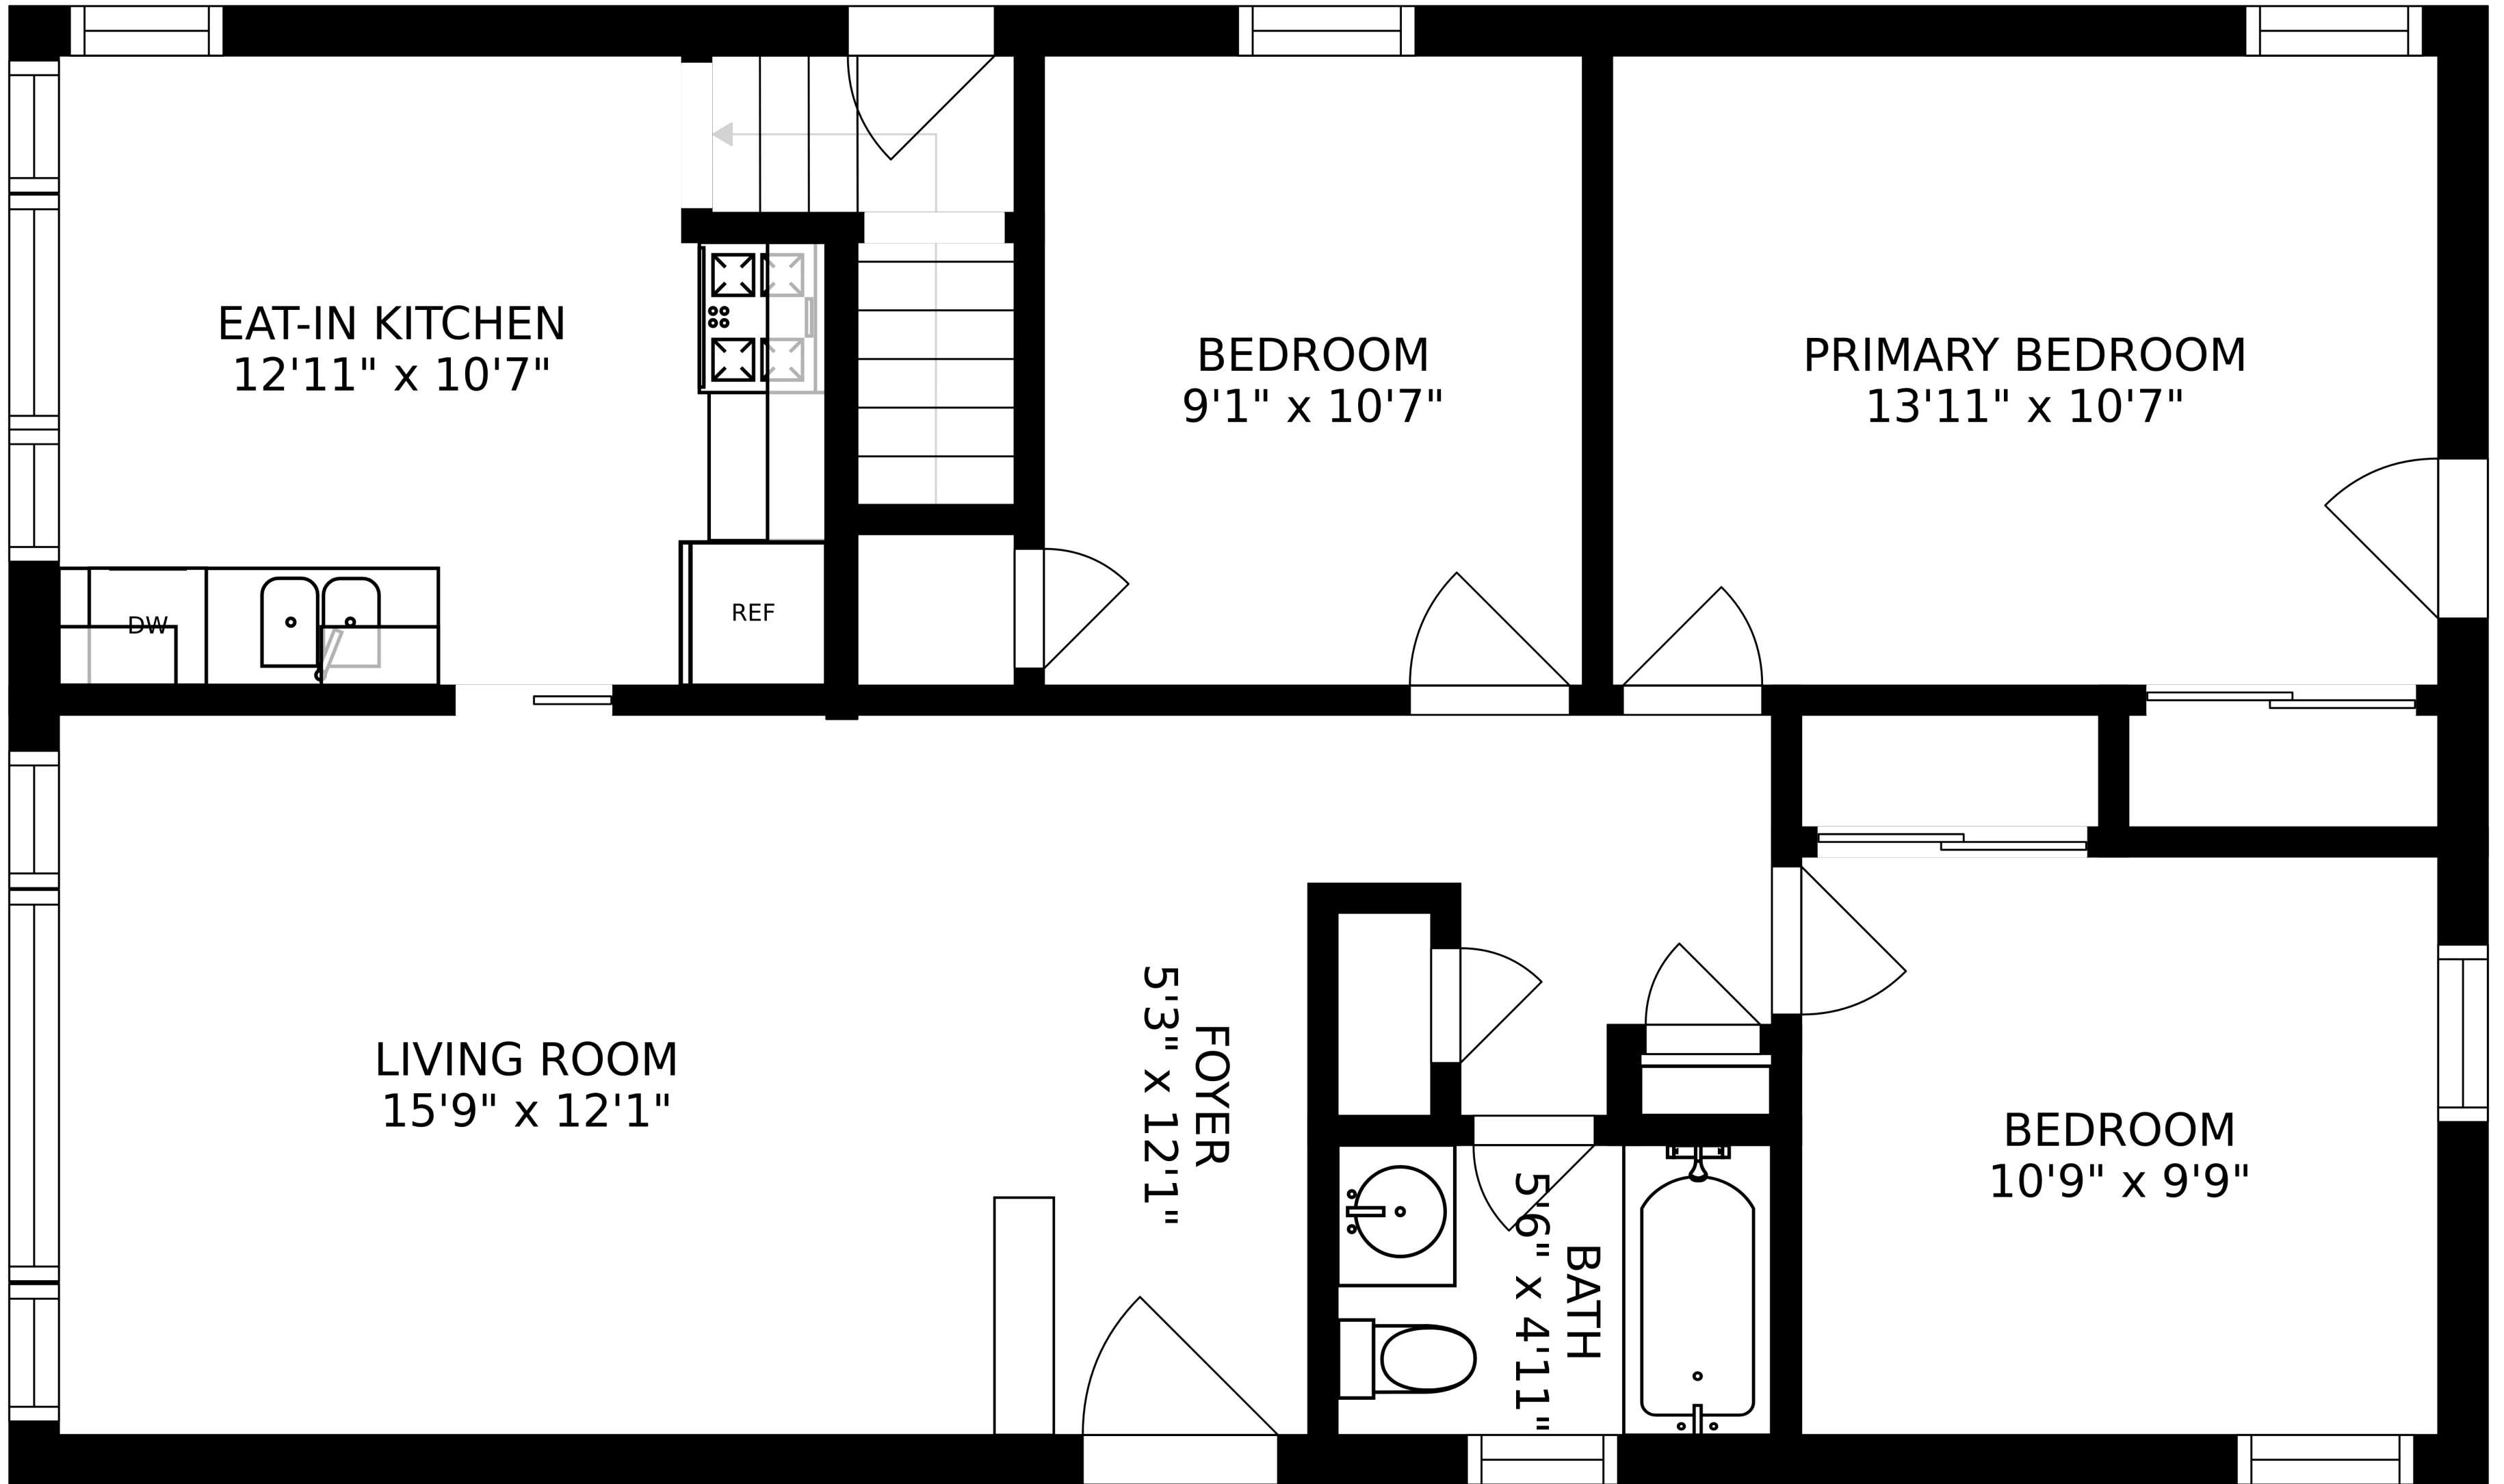 EAT-IN KITCHEN
12'11" x 10'7"
BEDROOM
9'1" x 10'7"
PRIMARY BEDROOM
13'11" x 10'7"
DW
REF
LIVING ROOM
15'9" x 12'1"
FOYER
5'3" x 12'1"
BATH
5'6" x 4'11"
BEDROOM
10'9" x 9'9"